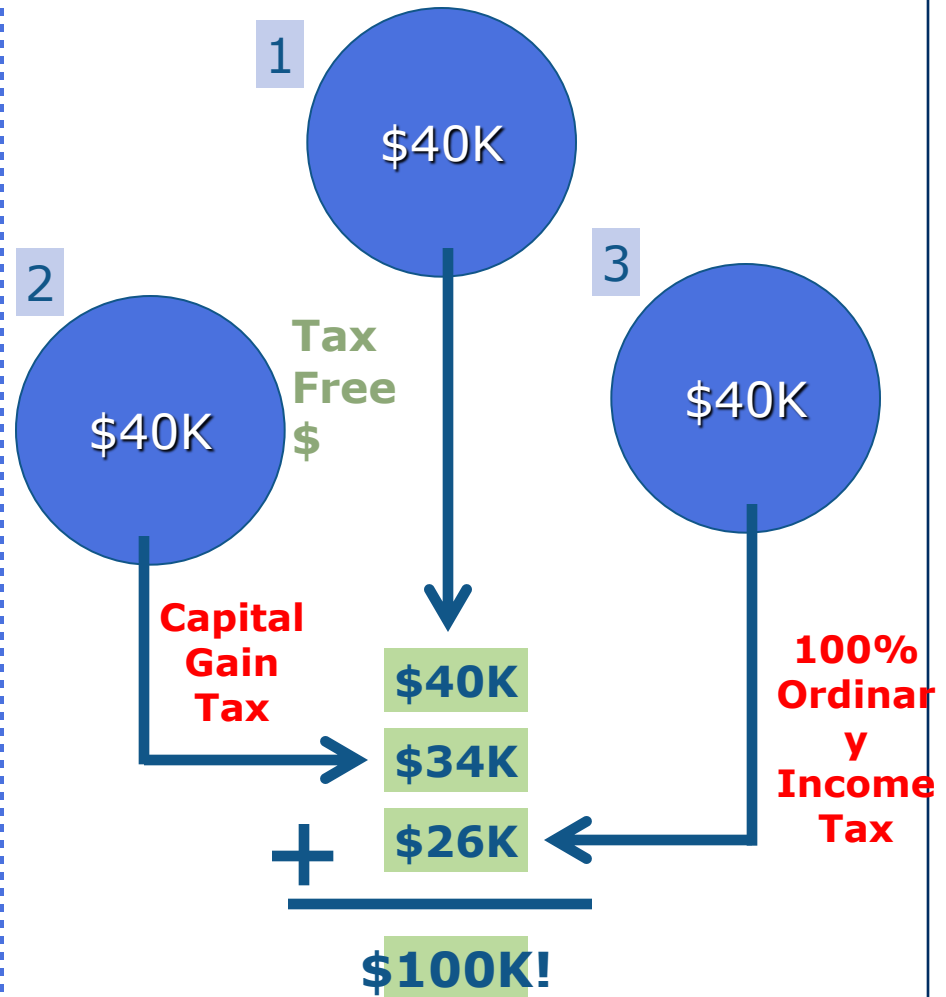 1
$40K
2
$40K
Tax
Free
$
3
$40K
Capital
Gain
Tax
100%
Ordinar
y
Income
Tax
$40K
$34K
$26K
+
$100K!